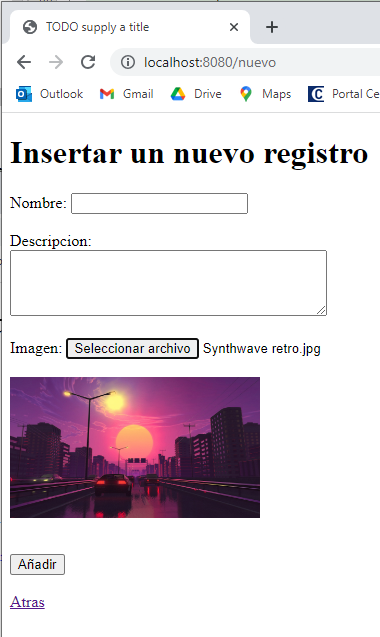 TODO supply a title
localhost:8080/nuevo
Outlook Gmail Drive Maps Portal Ce
Insertar un nuevo registro
Nombre:
Descripcion:
Imagen: Seleccionar archivo Synthwave retro.jpg
Añadir
Atras